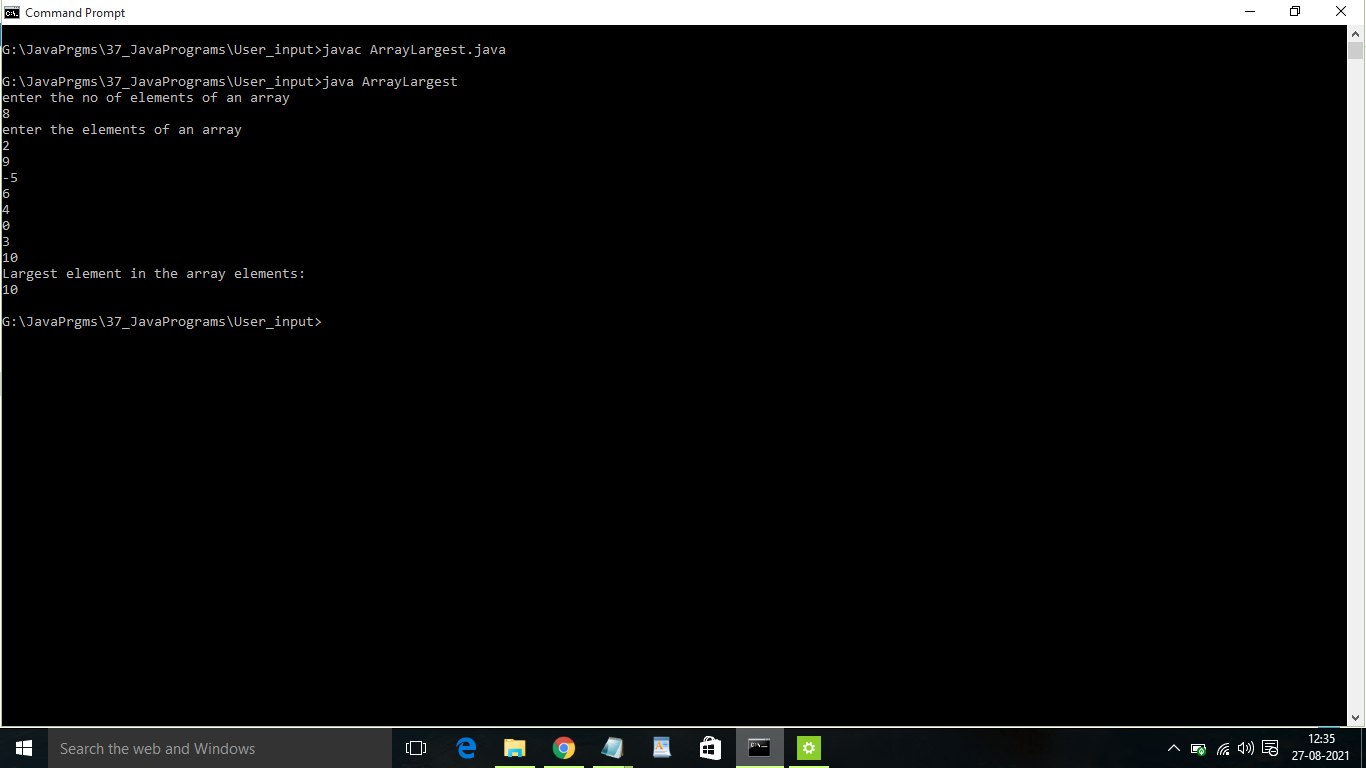 Command Prompt
G:\JavaPrgms\37_JavaPrograms\User_input>javac ArrayLargest.java
G:\JavaPrgms\37_JavaPrograms\User_input>java ArrayLargest
enter the no of elements of an array
8
enter the elements of an array
2
9
-5
6
4
0
3
10
Largest element in the array elements:
10
G:\JavaPrgms\37_JavaPrograms\User_input>
Search the web and Windows
12:35
27-08-2021